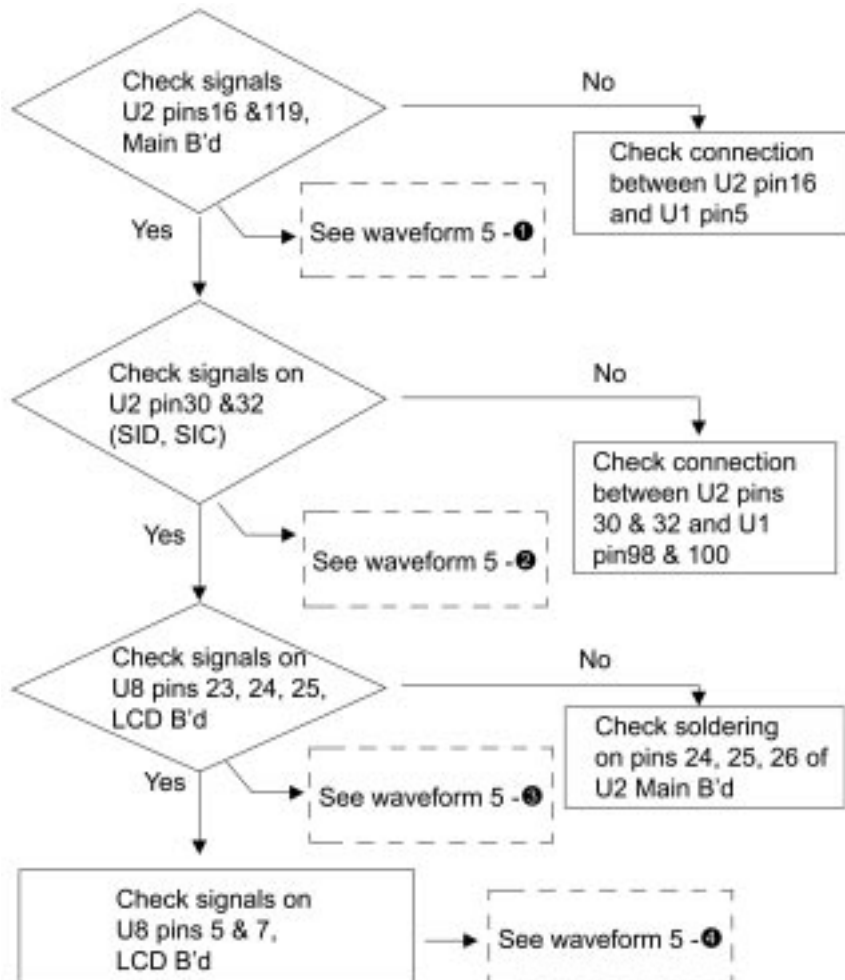 Check signals
U2 pins16 &119,
Main B'd
No
Check connection
between U2 pin16
and U1 pin5
Yes
See waveform 5 -❶
Check signals on
U2 pin30 &32
(SID, SIC)
No
Check connection
between U2 pins
30 & 32 and U1
pin98 & 100
Yes
See waveform 5 -❷
Check signals on
U8 pins 23, 24, 25,
LCD B'd
No
Check soldering
on pins 24, 25, 26 of
U2 Main B'd
Yes
See waveform 5 -❸
Check signals on
U8 pins 5 & 7,
LCD B'd
See waveform 5 -❹